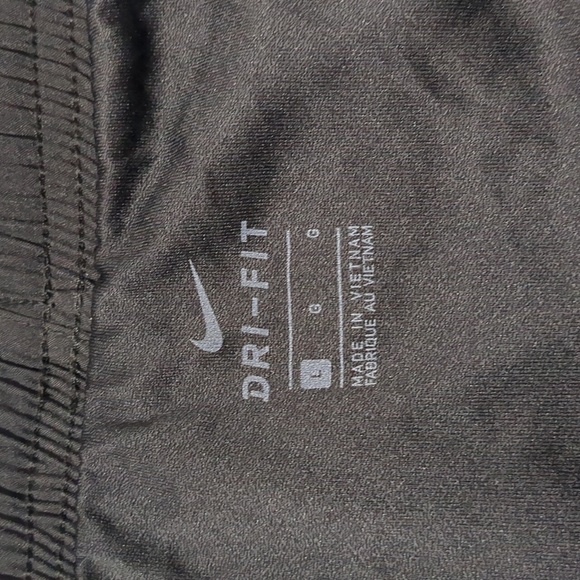 DRI-FIT
L G G
MADE IN VIETNAM
FABRIQUÉ AU VIETNAM